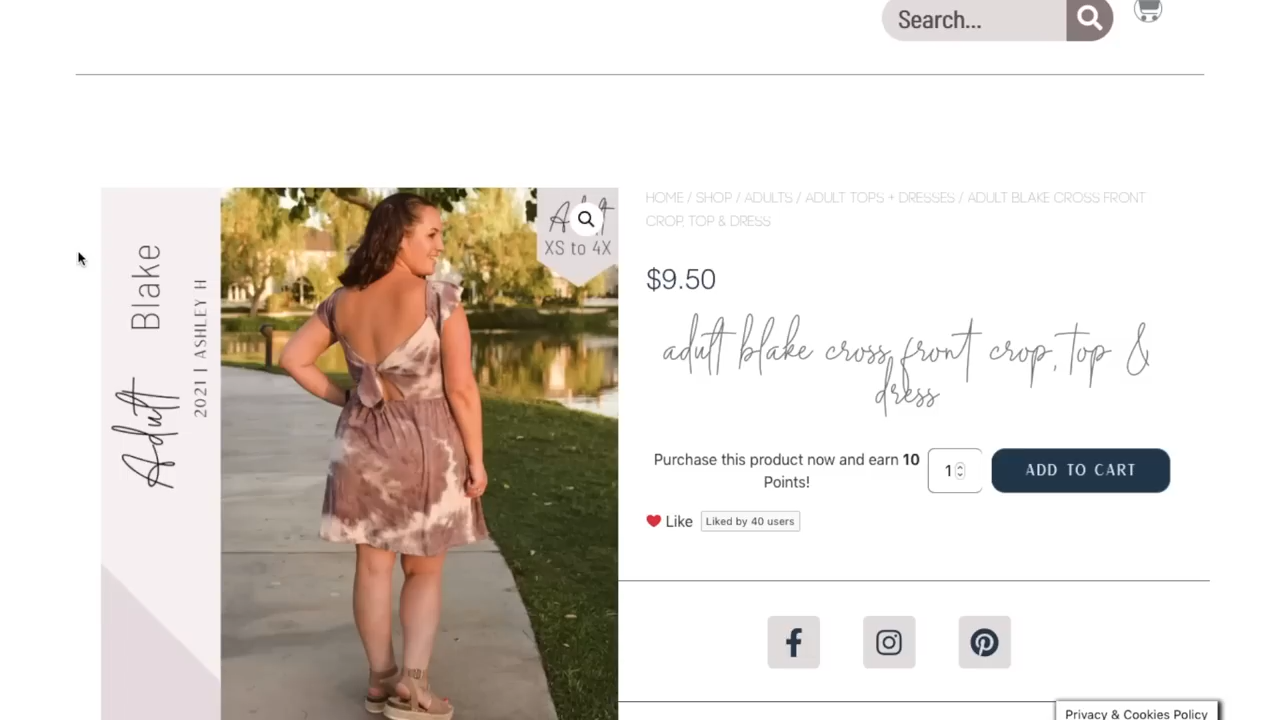 Search...
HOME / SHOP / ADULTS / ADULT TOPS + DRESSES / ADULT BLAKE CROSS FRONT
CROP, TOP & DRESS
Adult Blake
2021 | ASHLEY H
Adult
XS to 4X
$9.50
adult blake cross front crop, top &
dress
Purchase this product now and earn 10
Points!
1
ADD TO CART
Like
Liked by 40 users
Privacy & Cookies Policy